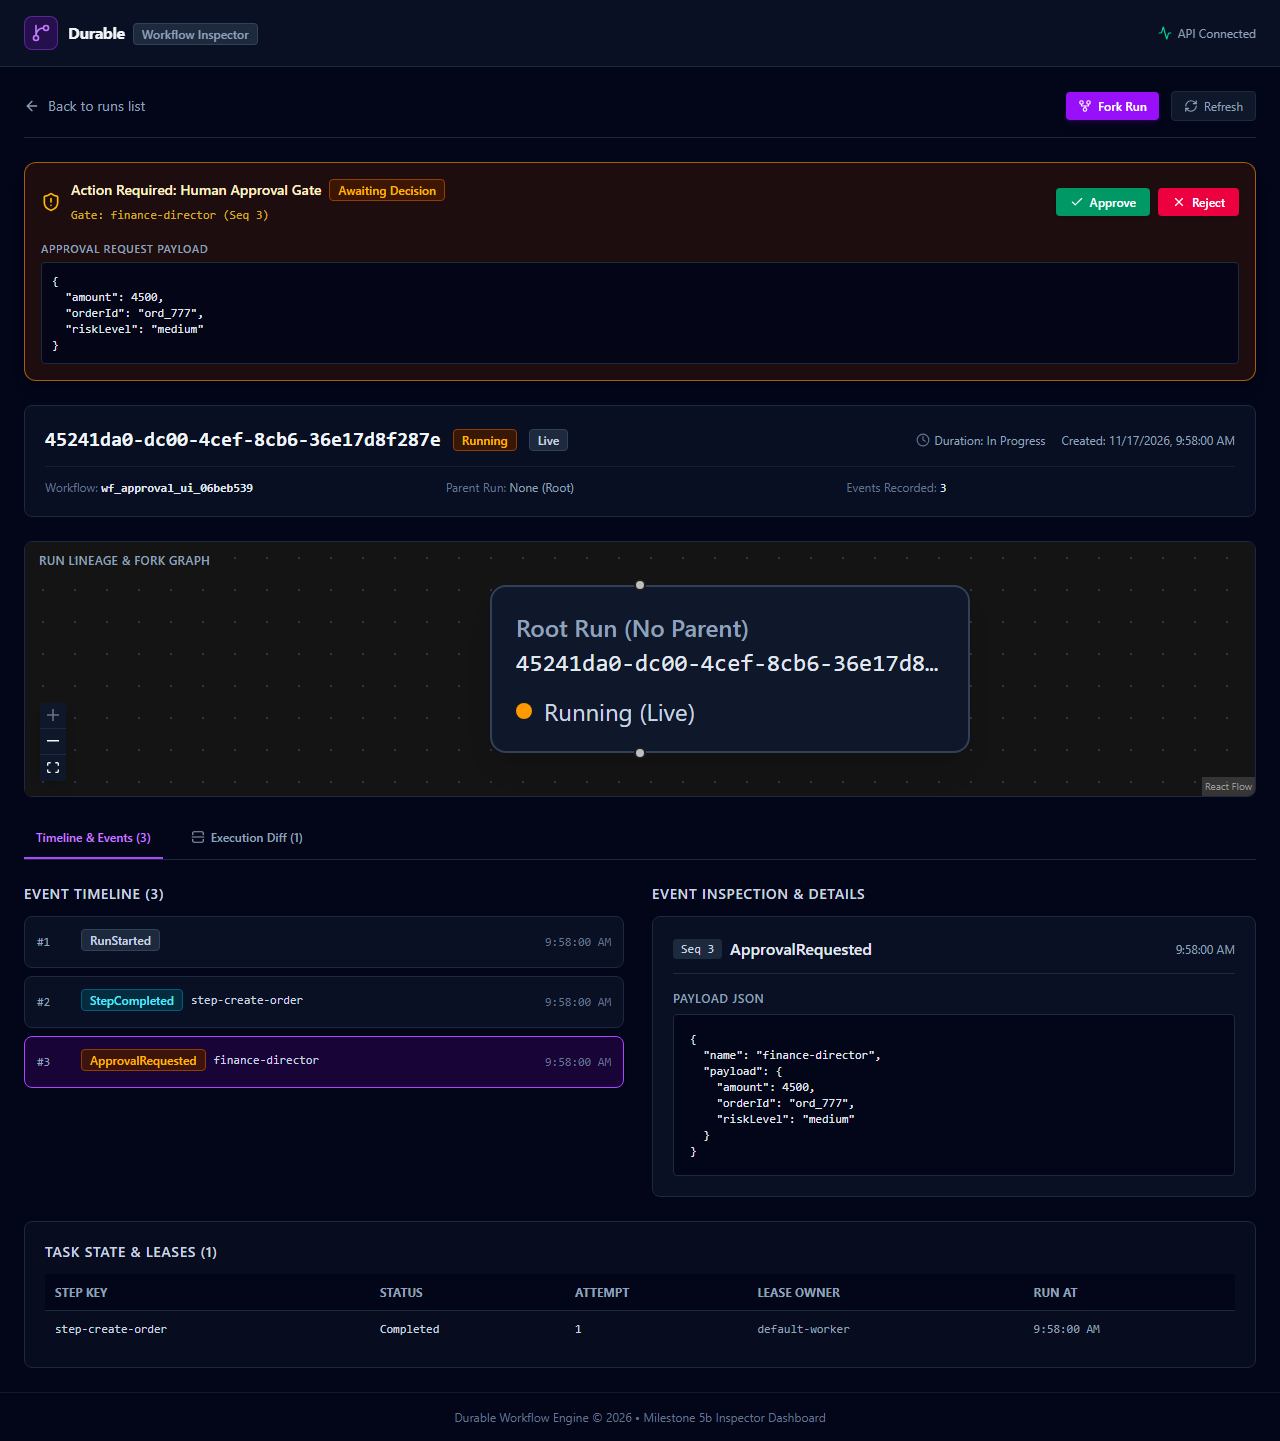 Durable
Workflow Inspector
API Connected
Back to runs list
Fork Run
Refresh
Action Required: Human Approval Gate
Awaiting Decision
Gate: finance-director (Seq 3)
Approve
Reject
APPROVAL REQUEST PAYLOAD
{
"amount": 4500,
"orderId": "ord_777",
"riskLevel": "medium"
}
45241da0-dc00-4cef-8cb6-36e17d8f287e
Running
Live
Duration: In Progress
Created: 11/17/2026, 9:58:00 AM
Workflow: wf_approval_ui_06beb539
Parent Run: None (Root)
Events Recorded: 3
RUN LINEAGE & FORK GRAPH
Root Run (No Parent)
45241da0-dc00-4cef-8cb6-36e17d8…
Running (Live)
React Flow
Timeline & Events (3)
Execution Diff (1)
EVENT TIMELINE (3)
#1 RunStarted 9:58:00 AM
#2 StepCompleted step-create-order 9:58:00 AM
#3 ApprovalRequested finance-director 9:58:00 AM
EVENT INSPECTION & DETAILS
Seq 3 ApprovalRequested 9:58:00 AM
PAYLOAD JSON
{
"name": "finance-director",
"payload": {
"amount": 4500,
"orderId": "ord_777",
"riskLevel": "medium"
}
}
TASK STATE & LEASES (1)
STEP KEY STATUS ATTEMPT LEASE OWNER RUN AT
step-create-order Completed 1 default-worker 9:58:00 AM
Durable Workflow Engine © 2026 • Milestone 5b Inspector Dashboard